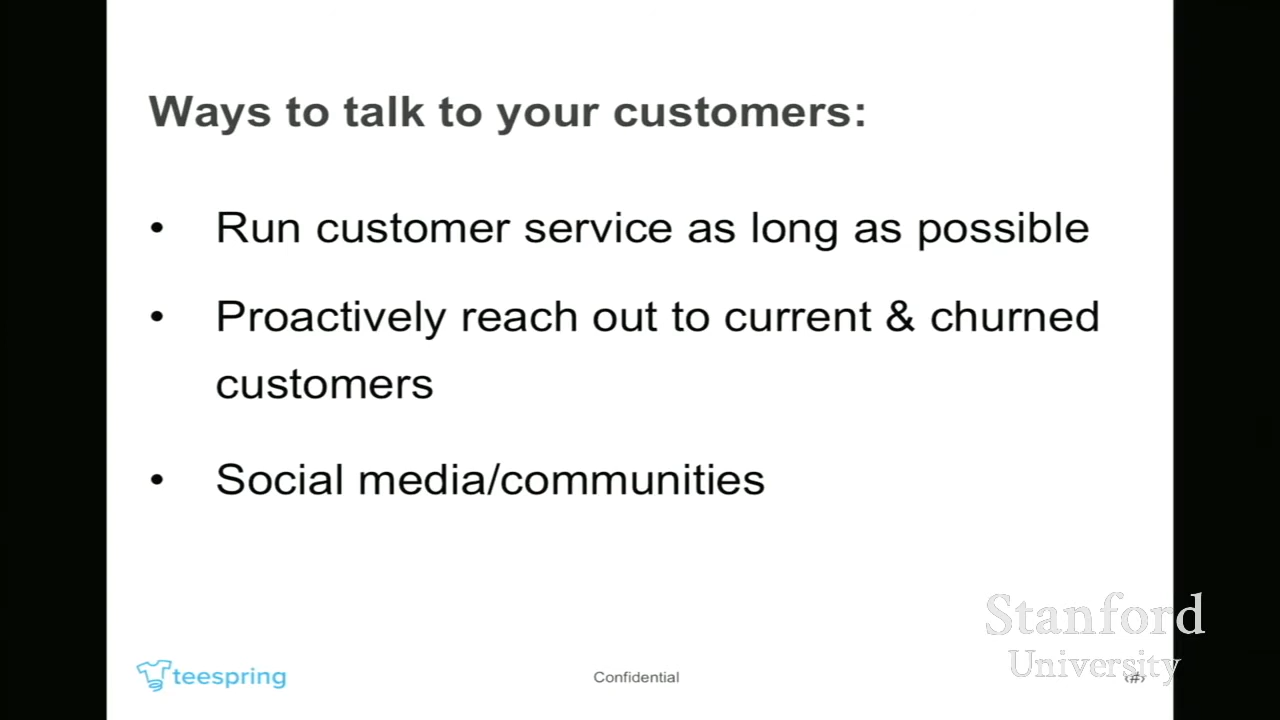 Ways to talk to your customers:
• Run customer service as long as possible
• Proactively reach out to current & churned
customers
• Social media/communities
teespring
Confidential
Stanford
University
‹#›